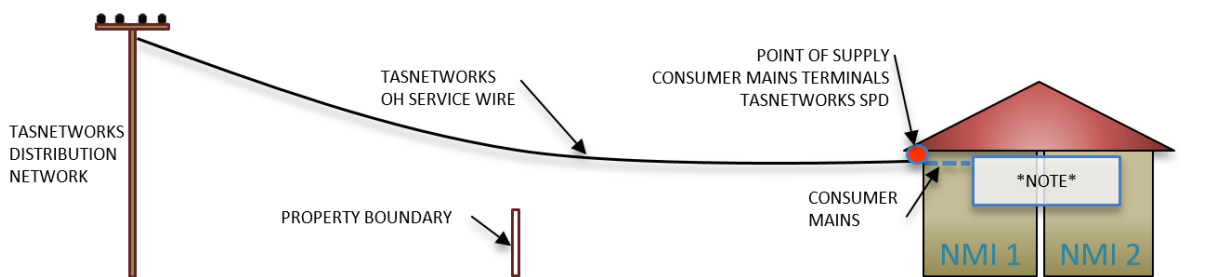 TASNETWORKS
DISTRIBUTION
NETWORK
TASNETWORKS
OH SERVICE WIRE
PROPERTY BOUNDARY
POINT OF SUPPLY
CONSUMER MAINS TERMINALS
TASNETWORKS SPD
CONSUMER
MAINS
*NOTE*
NMI 1
NMI 2